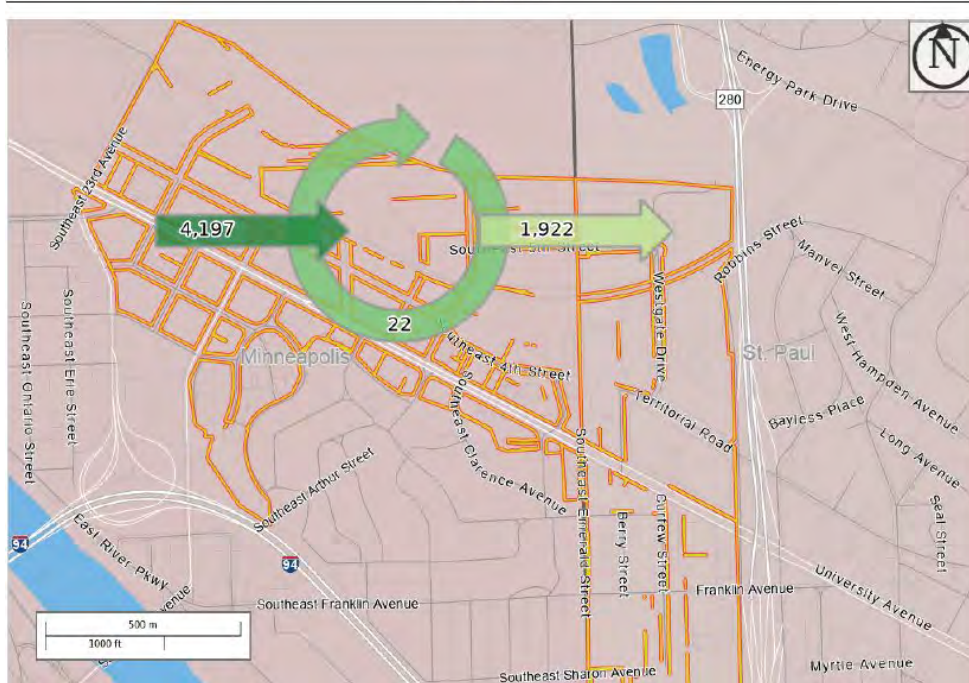 N
Energy Park Drive
280
Southeast 23rd Avenue
4,197
1,922
Southeast 5th Street
Robbins Street
Manvel Street
Westgate Drive
West Hampden Avenue
22
Minneapolis
Southeast 4th Street
St. Paul
Southeast Ontario Street
Southeast Erie Street
Territorial Road
Bayless Place
Long Avenue
Southeast Clarence Avenue
Southeast Arthur Street
Southeast Emerald Street
Berry Street
Curfew Street
Seal Street
94
East River Pkwy
94
University Avenue
Southeast Franklin Avenue
Franklin Avenue
Avenue
500 m
1000 ft
Southeast Sharon Avenue
Myrtle Avenue